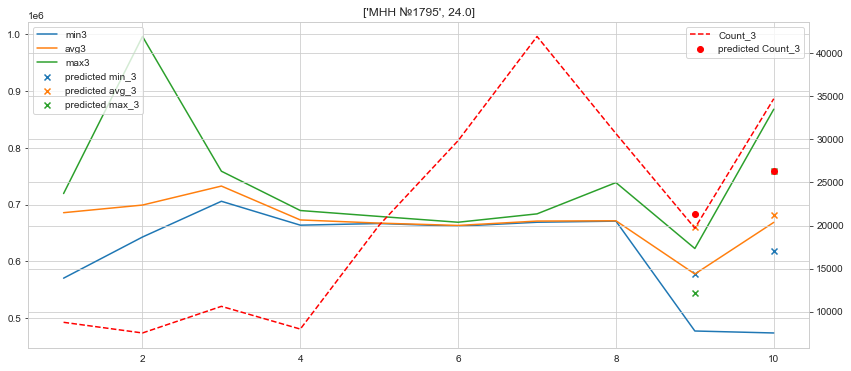 ['МНН №1795', 24.0]
1e6
min3
avg3
max3
predicted min_3
predicted avg_3
predicted max_3
Count_3
predicted Count_3
1.0
0.9
0.8
0.7
0.6
0.5
40000
35000
30000
25000
20000
15000
10000
2
4
6
8
10